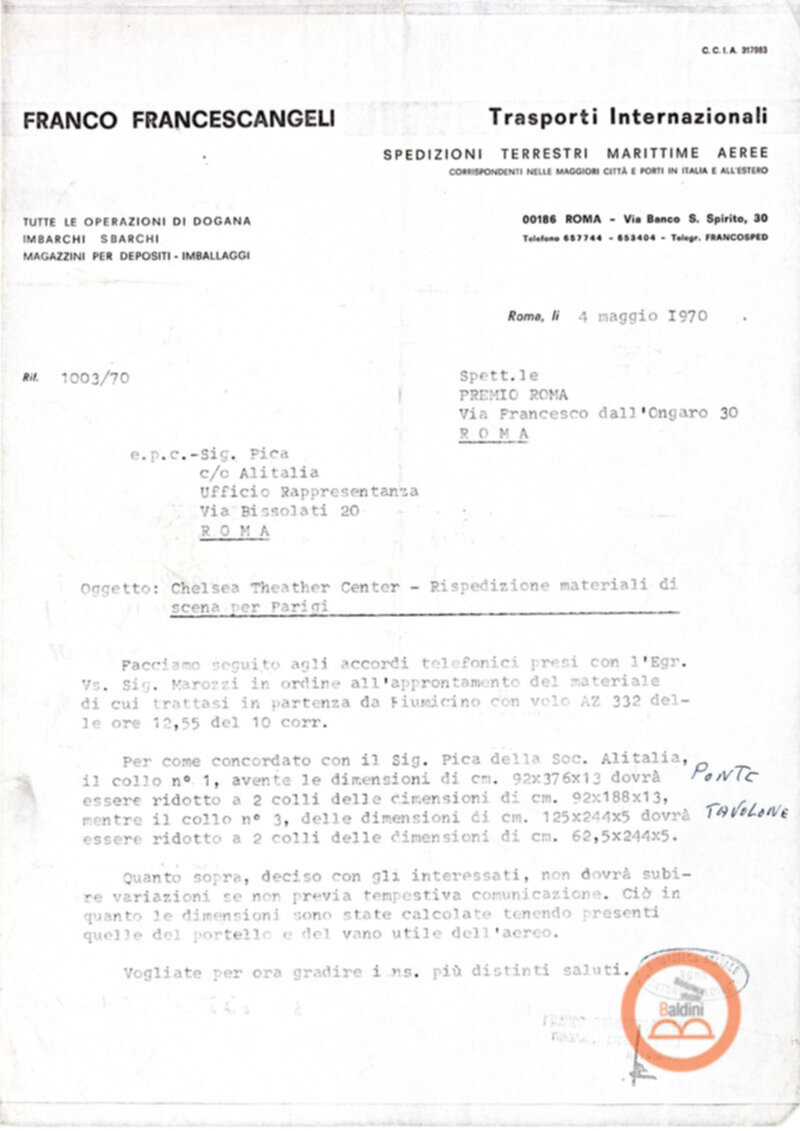 C. C. I. A. 317983
FRANCO FRANCESCANGELI
Trasporti Internazionali
SPEDIZIONI TERRESTRI MARITTIME AEREE
CORRISPONDENTI NELLE MAGGIORI CITTÀ E PORTI IN ITALIA E ALL'ESTERO
TUTTE LE OPERAZIONI DI DOGANA
IMBARCHI SBARCHI
MAGAZZINI PER DEPOSITI - IMBALLAGGI
00186 ROMA - Via Banco S. Spirito, 30
Telefono 657744 - 653404 - Telegr. FRANCOSPED
Roma, li 4 maggio 1970
Rif. 1003/70
Spett.le
PREMIO ROMA
Via Francesco dall'Ongaro 30
R O M A
e.p.c.-Sig. Pica
c/o Alitalia
Ufficio Rappresentanza
Via Bissolati 20
R O M A
Oggetto: Chelsea Theather Center - Rispedizione materiali di
scena per Parigi
Facciamo seguito agli accordi telefonici presi con l'Egr.
Vs. Sig. Marozzi in ordine all'approntamento del materiale
di cui trattasi in partenza da Fiumicino con volo AZ 332 del-
le ore 12,55 del 10 corr.
Per come concordato con il Sig. Pica della Soc. Alitalia,
il collo n° 1, avente le dimensioni di cm. 92x376x13 dovrà
essere ridotto a 2 colli delle dimensioni di cm. 92x188x13,
mentre il collo n° 3, delle dimensioni di cm. 125x244x5 dovrà
essere ridotto a 2 colli delle dimensioni di cm. 62,5x244x5.
PONTE
TAVOLONE
Quanto sopra, deciso con gli interessati, non dovrà subi-
re variazioni se non previa tempestiva comunicazione. Ciò in
quanto le dimensioni sono state calcolate tenendo presenti
quelle del portello e del vano utile dell'aereo.
Vogliate per ora gradire i ns. più distinti saluti.
ROMA
Baldini